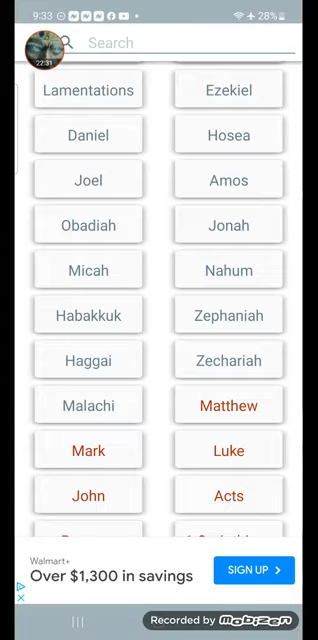 9:33 28%
Search
22:31
Lamentations Ezekiel
Daniel Hosea
Joel Amos
Obadiah Jonah
Micah Nahum
Habakkuk Zephaniah
Haggai Zechariah
Malachi Matthew
Mark Luke
John Acts
Walmart+
Over $1,300 in savings
SIGN UP
Recorded by mobizen